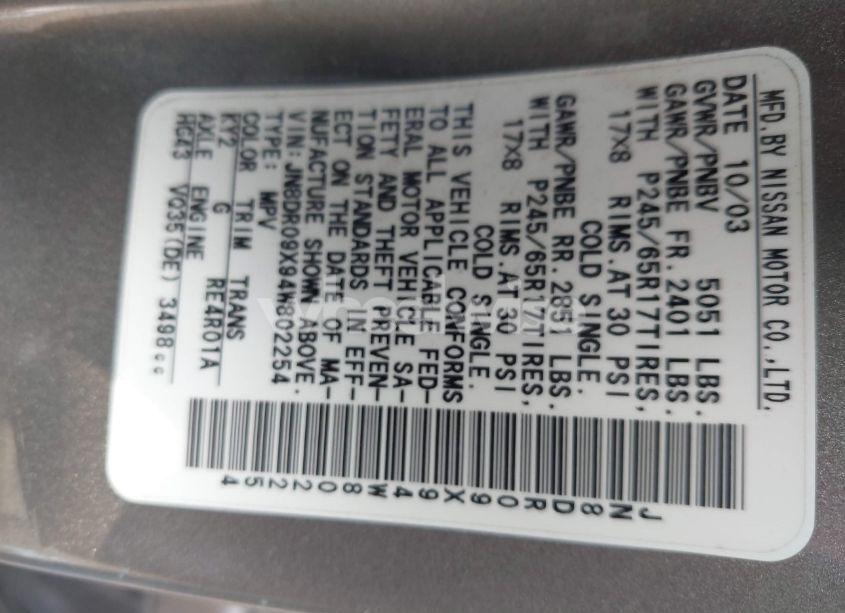 MFD.BY NISSAN MOTOR CO.,LTD.
DATE 10/03
GVWR/PNBV 5051 LBS.
GAWR/PNBE FR.2401 LBS.
WITH P245/65R17TIRES,
17X8 RIMS.AT 30 PSI
COLD SINGLE.
GAWR/PNBE RR.2851 LBS.
WITH P245/65R17TIRES,
17X8 RIMS.AT 30 PSI
COLD SINGLE.
THIS VEHICLE CONFORMS
TO ALL APPLICABLE FED-
ERAL MOTOR VEHICLE SA-
FETY AND THEFT PREVEN-
TION STANDARDS IN EFF-
ECT ON THE DATE OF MA-
NUFACTURE SHOWN ABOVE.
VIN: JN8DR09X94W802254
TYPE: MPV
COLOR TRIM TRANS
KY2 G RE4R01A
AXLE ENGINE
HG43 VQ35(DE) 3498cc
JN8DR09X94W802254